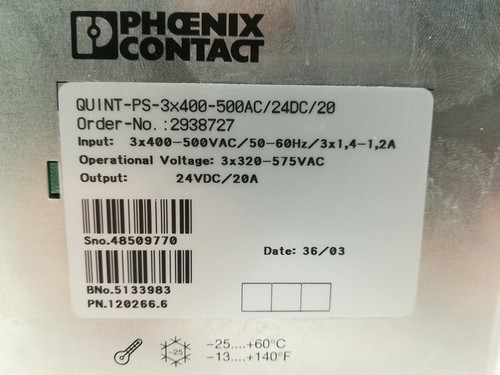 PHŒNIX
CONTACT
QUINT-PS-3x400-500AC/24DC/20
Order-No.:2938727
Input: 3x400-500VAC/50-60Hz/3x1,4-1,2A
Operational Voltage: 3x320-575VAC
Output: 24VDC/20A
Sno.48509770
Date: 36/03
BNo.5133983
PN.120266.6
-25
-25....+60°C
-13....+140°F